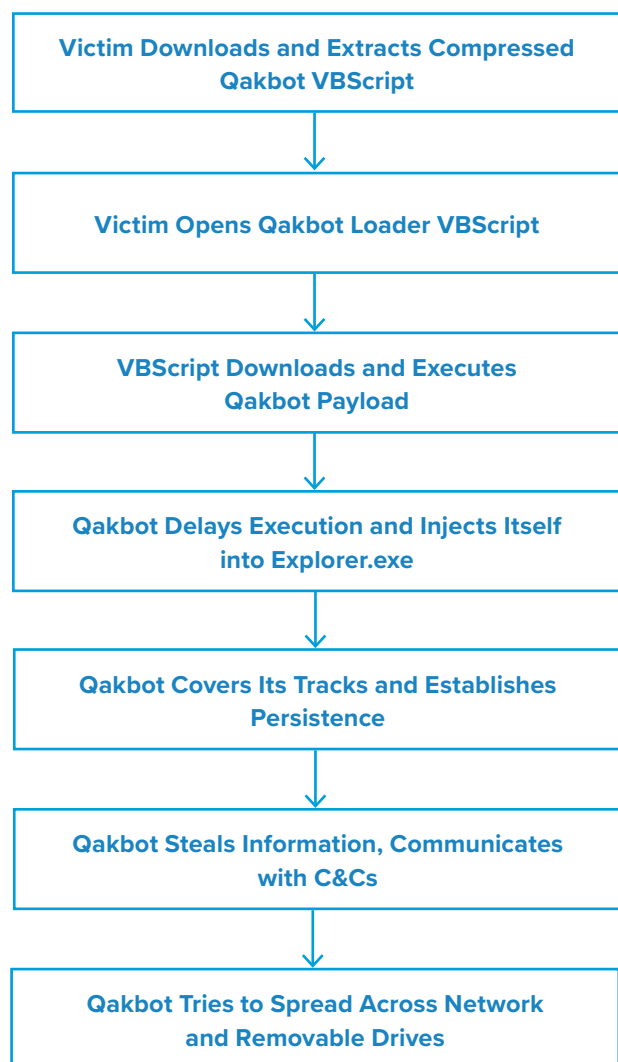 Victim Downloads and Extracts Compressed
Qakbot VBScript
Victim Opens Qakbot Loader VBScript
VBScript Downloads and Executes
Qakbot Payload
Qakbot Delays Execution and Injects Itself
into Explorer.exe
Qakbot Covers Its Tracks and Establishes
Persistence
Qakbot Steals Information, Communicates
with C&Cs
Qakbot Tries to Spread Across Network
and Removable Drives